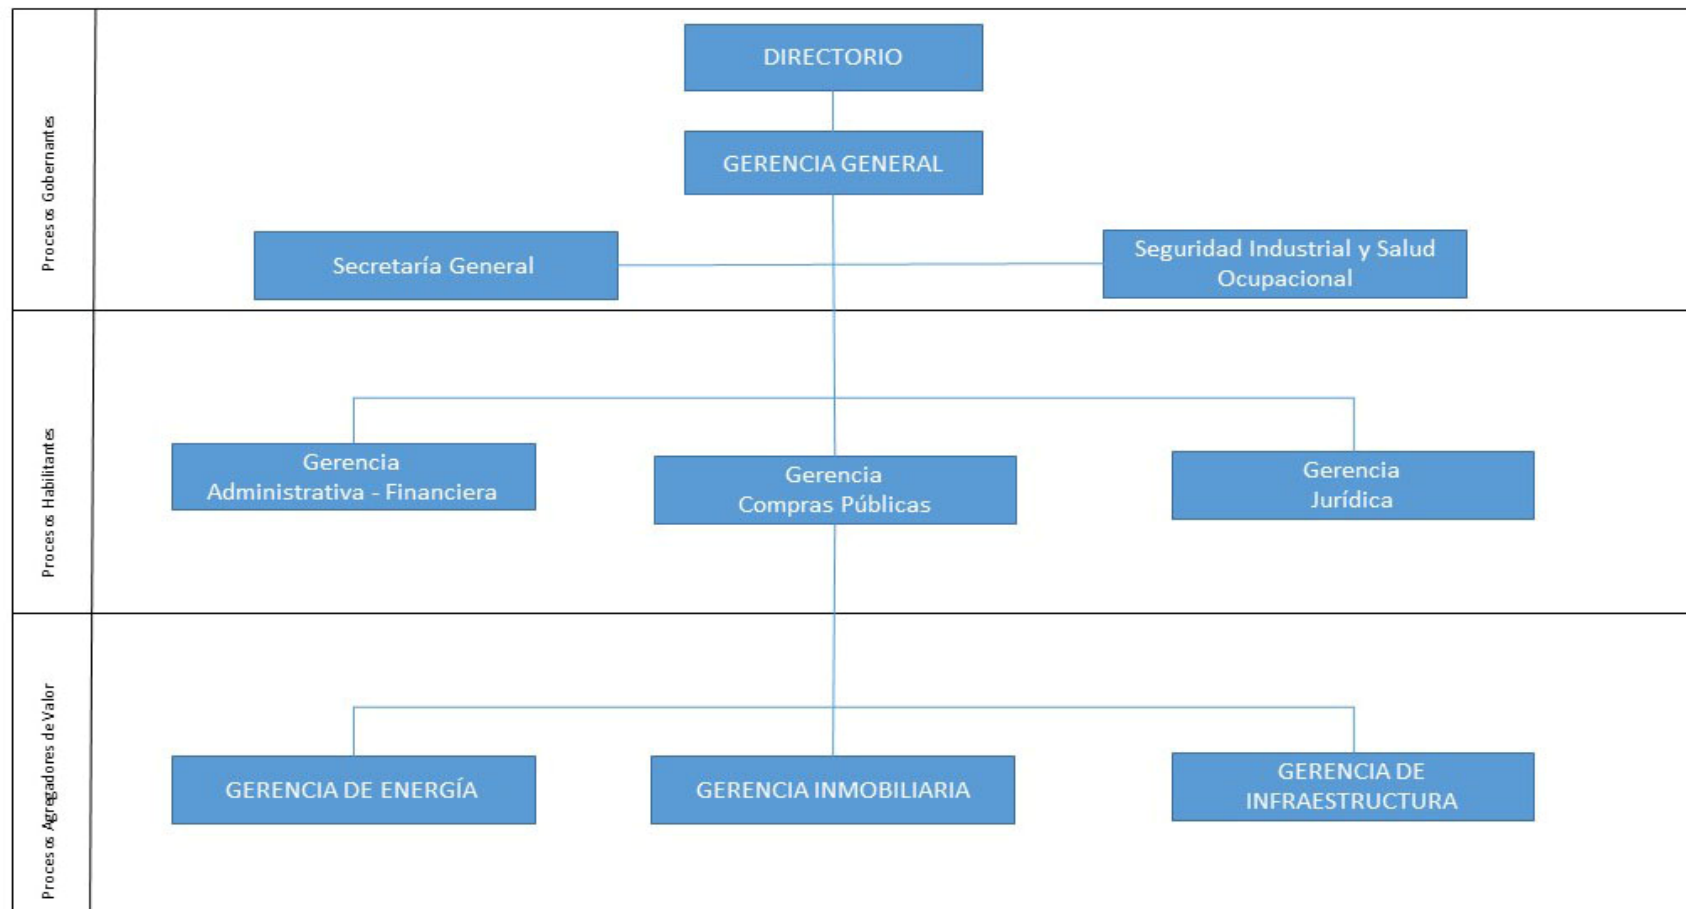 Procesos Gobernantes
DIRECTORIO
GERENCIA GENERAL
Secretaría General
Seguridad Industrial y Salud
Ocupacional
Procesos Habilitantes
Gerencia
Administrativa - Financiera
Gerencia
Compras Públicas
Gerencia
Jurídica
Procesos Agregadores de Valor
GERENCIA DE ENERGÍA
GERENCIA INMOBILIARIA
GERENCIA DE
INFRAESTRUCTURA